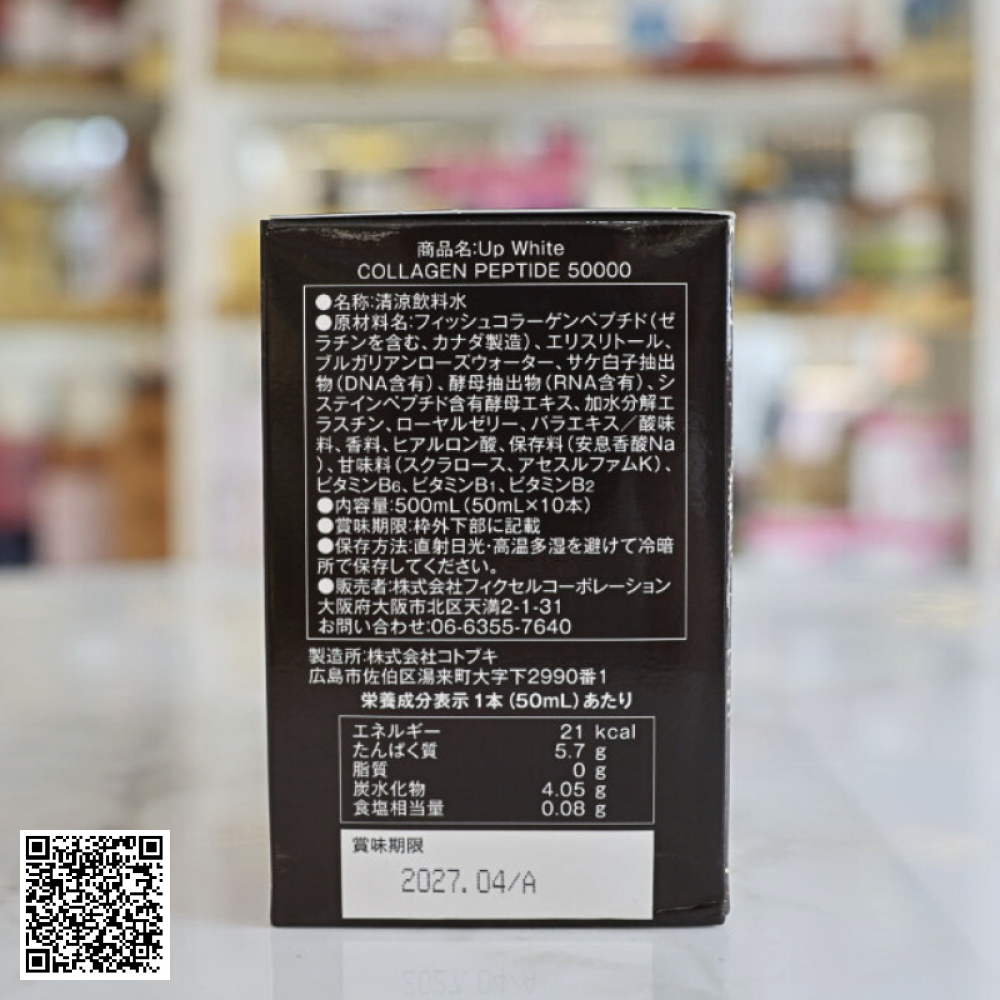 商品名:Up White
COLLAGEN PEPTIDE 50000
●名称:清涼飲料水
●原材料名:フィッシュコラーゲンペプチド(ゼ
ラチンを含む、カナダ製造)、エリスリトール、
ブルガリアンローズウォーター、サケ白子抽出
物(DNA含有)、酵母抽出物(RNA含有)、シ
ステインペプチド含有酵母エキス、加水分解エ
ラスチン、ローヤルゼリー、バラエキス/酸味
料、香料、ヒアルロン酸、保存料(安息香酸Na
)、甘味料(スクラロース、アセスルファムK)、
ビタミンB6、ビタミンB1、ビタミンB2
●内容量:500mL(50mL×10本)
●賞味期限:枠外下部に記載
●保存方法:直射日光・高温多湿を避けて冷暗
所で保存してください。
●販売者:株式会社フィクセルコーポレーション
大阪府大阪市北区天満2-1-31
お問い合わせ:06-6355-7640
製造所:株式会社コトブキ
広島市佐伯区湯来町大字下2990番1
栄養成分表示1本(50mL)あたり
エネルギー 21 kcal
たんぱく質 5.7 g
脂質 0 g
炭水化物 4.05 g
食塩相当量 0.08 g
賞味期限
2027.04/A